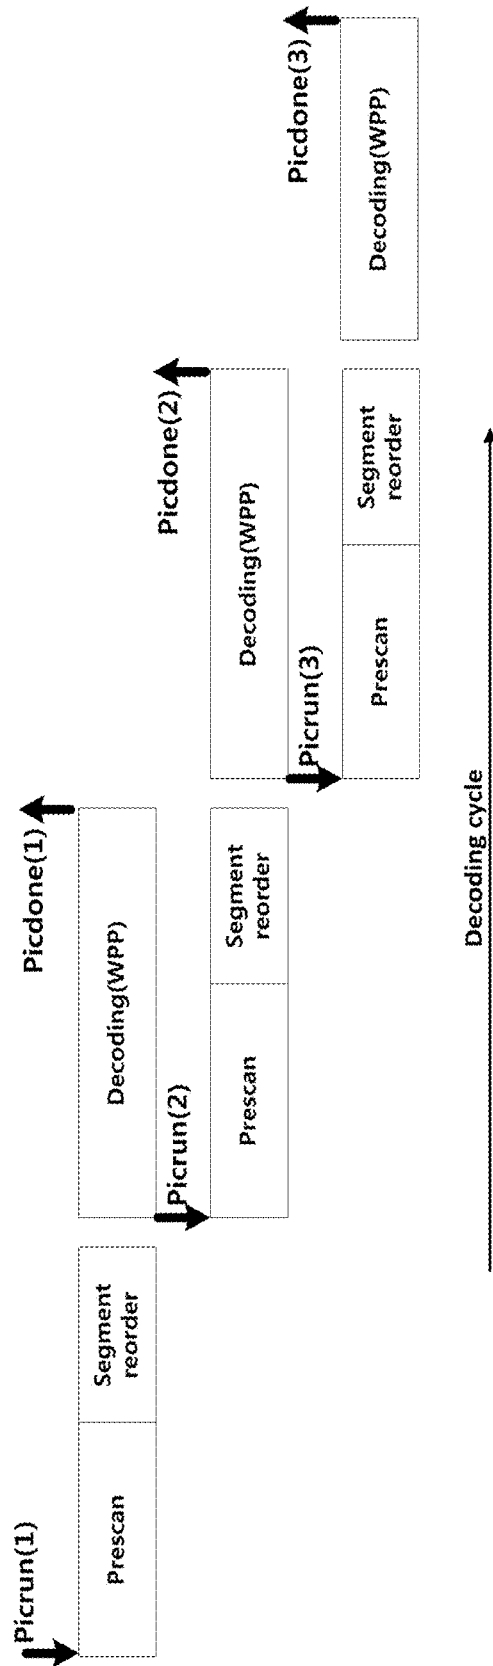 Picrun(1)
Prescan
Segment
reorder
Picrun(2)
Decoding(WPP)
Picdone(1)
Prescan
Segment
reorder
Picrun(3)
Decoding(WPP)
Picdone(2)
Prescan
Segment
reorder
Decoding(WPP)
Picdone(3)
Decoding cycle